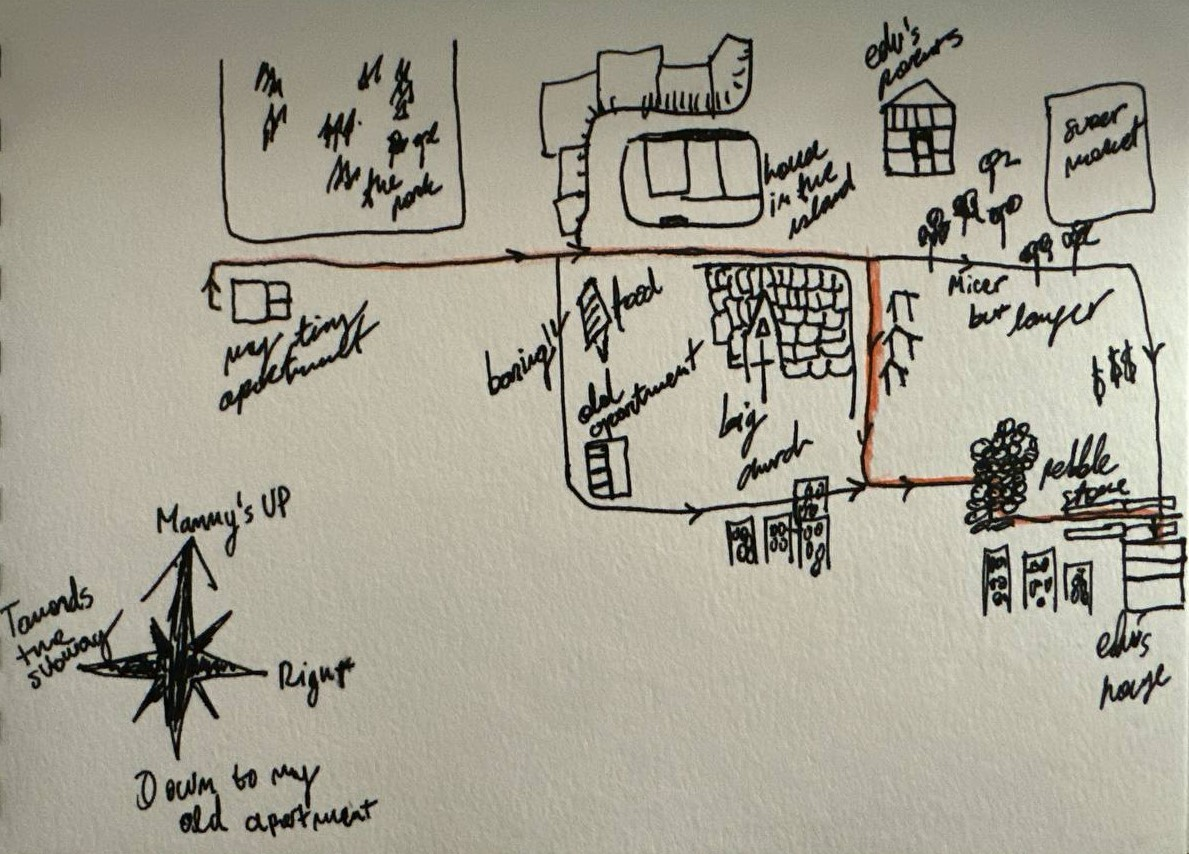 the
park
my tiny
apartment
boring!!
food
old
apartment
big
church
house
in the
island
edu's
parents
super
market
Nicer
but longer
$ $$
pebble
stone
edu's
house
Mammy's UP
Towards
the
subway
Right
Down to my
old apartment